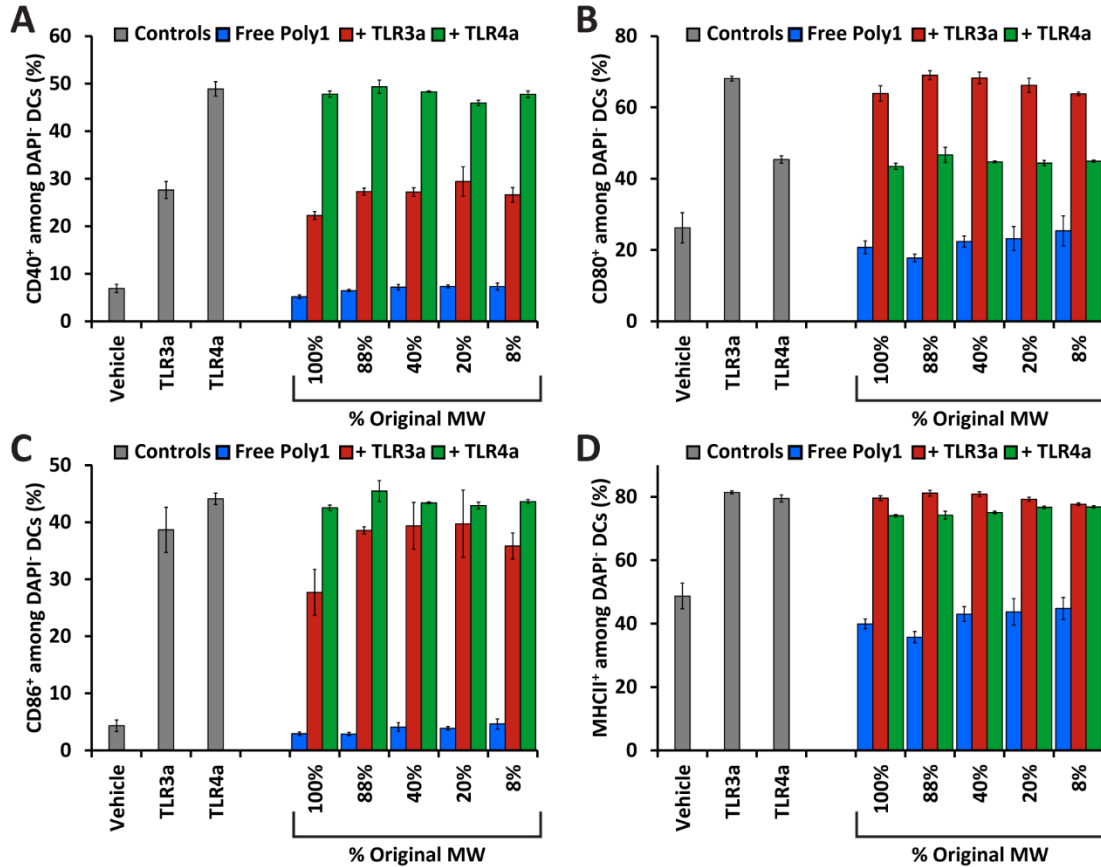 A
Controls Free Poly1 + TLR3a + TLR4a
CD40⁺ among DAPI⁻ DCs (%)
60
50
40
30
20
10
0
Vehicle
TLR3a
TLR4a
100%
88%
40%
20%
8%
% Original MW
B
Controls Free Poly1 + TLR3a + TLR4a
CD80⁺ among DAPI⁻ DCs (%)
80
60
40
20
0
Vehicle
TLR3a
TLR4a
100%
88%
40%
20%
8%
% Original MW
C
Controls Free Poly1 + TLR3a + TLR4a
CD86⁺ among DAPI⁻ DCs (%)
50
40
30
20
10
0
Vehicle
TLR3a
TLR4a
100%
88%
40%
20%
8%
% Original MW
D
Controls Free Poly1 + TLR3a + TLR4a
MHCII⁺ among DAPI⁻ DCs (%)
80
60
40
20
0
Vehicle
TLR3a
TLR4a
100%
88%
40%
20%
8%
% Original MW